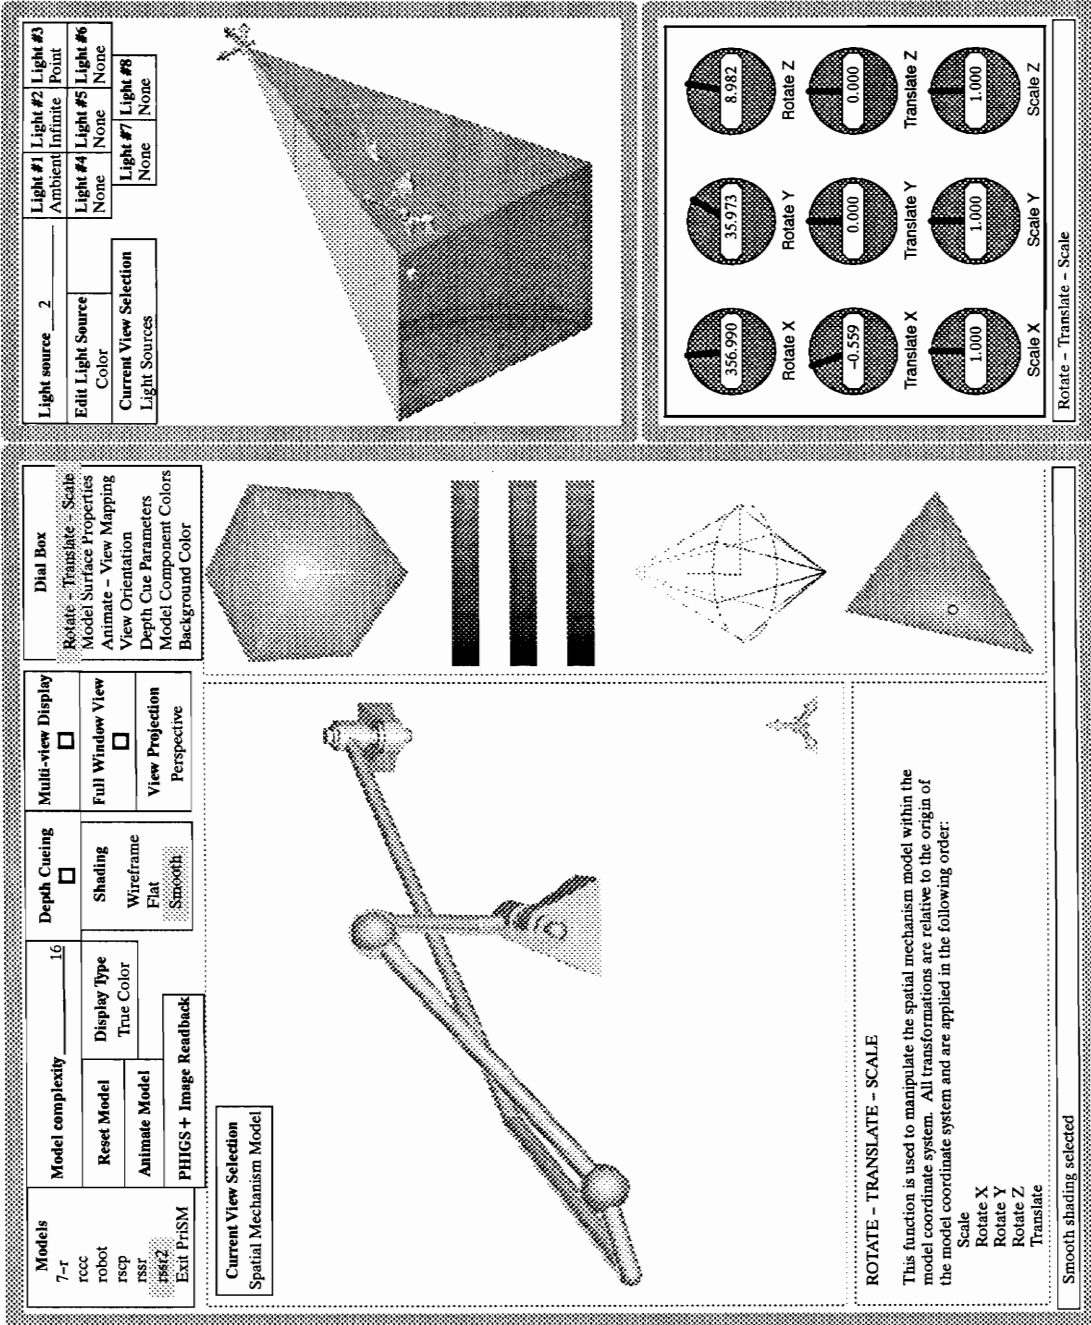 Models
7-r
rccc
robot
rscp
rssr
rssr2
Exit PriSM
Model complexity 16
Reset Model
Animate Model
Display Type
True Color
PHIGS+ Image Readback
Depth Cueing
Shading
Wireframe
Flat
Smooth
Multi-view Display
Full Window View
View Projection
Perspective
Dial Box
Rotate - Translate - Scale
Model Surface Properties
Animate - View Mapping
View Orientation
Depth Cue Parameters
Model Component Colors
Background Color
Current View Selection
Spatial Mechanism Model
ROTATE - TRANSLATE - SCALE
This function is used to manipulate the spatial mechanism model within the
model coordinate system. All transformations are relative to the origin of
the model coordinate system and are applied in the following order:
Scale
Rotate X
Rotate Y
Rotate Z
Translate
Smooth shading selected
Light source 2
Edit Light Source
Color
Current View Selection
Light Sources
Light #1 Light #2 Light #3
Ambient Infinite Point
Light #4 Light #5 Light #6
None None None
Light #7 Light #8
None None
356.990 35.973 8.982
Rotate X Rotate Y Rotate Z
-0.559 0.000 0.000
Translate X Translate Y Translate Z
1.000 1.000 1.000
Scale X Scale Y Scale Z
Rotate - Translate - Scale